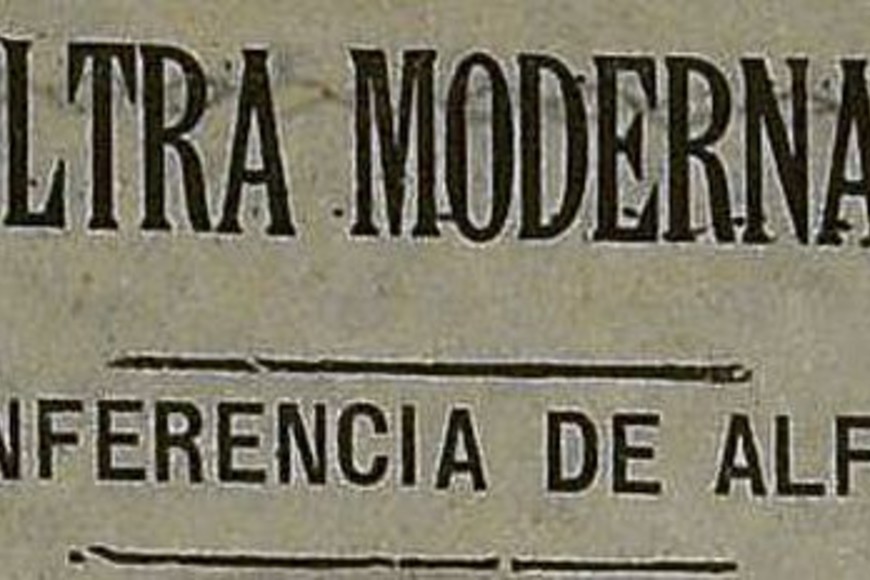 LTRA MODERNA
NFERENCIA DE ALF